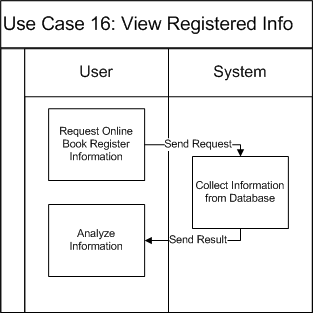 Use Case 16: View Registered Info
User
System
Request Online
Book Register
Information
Send Request
Collect Information
from Database
Analyze
Information
Send Result